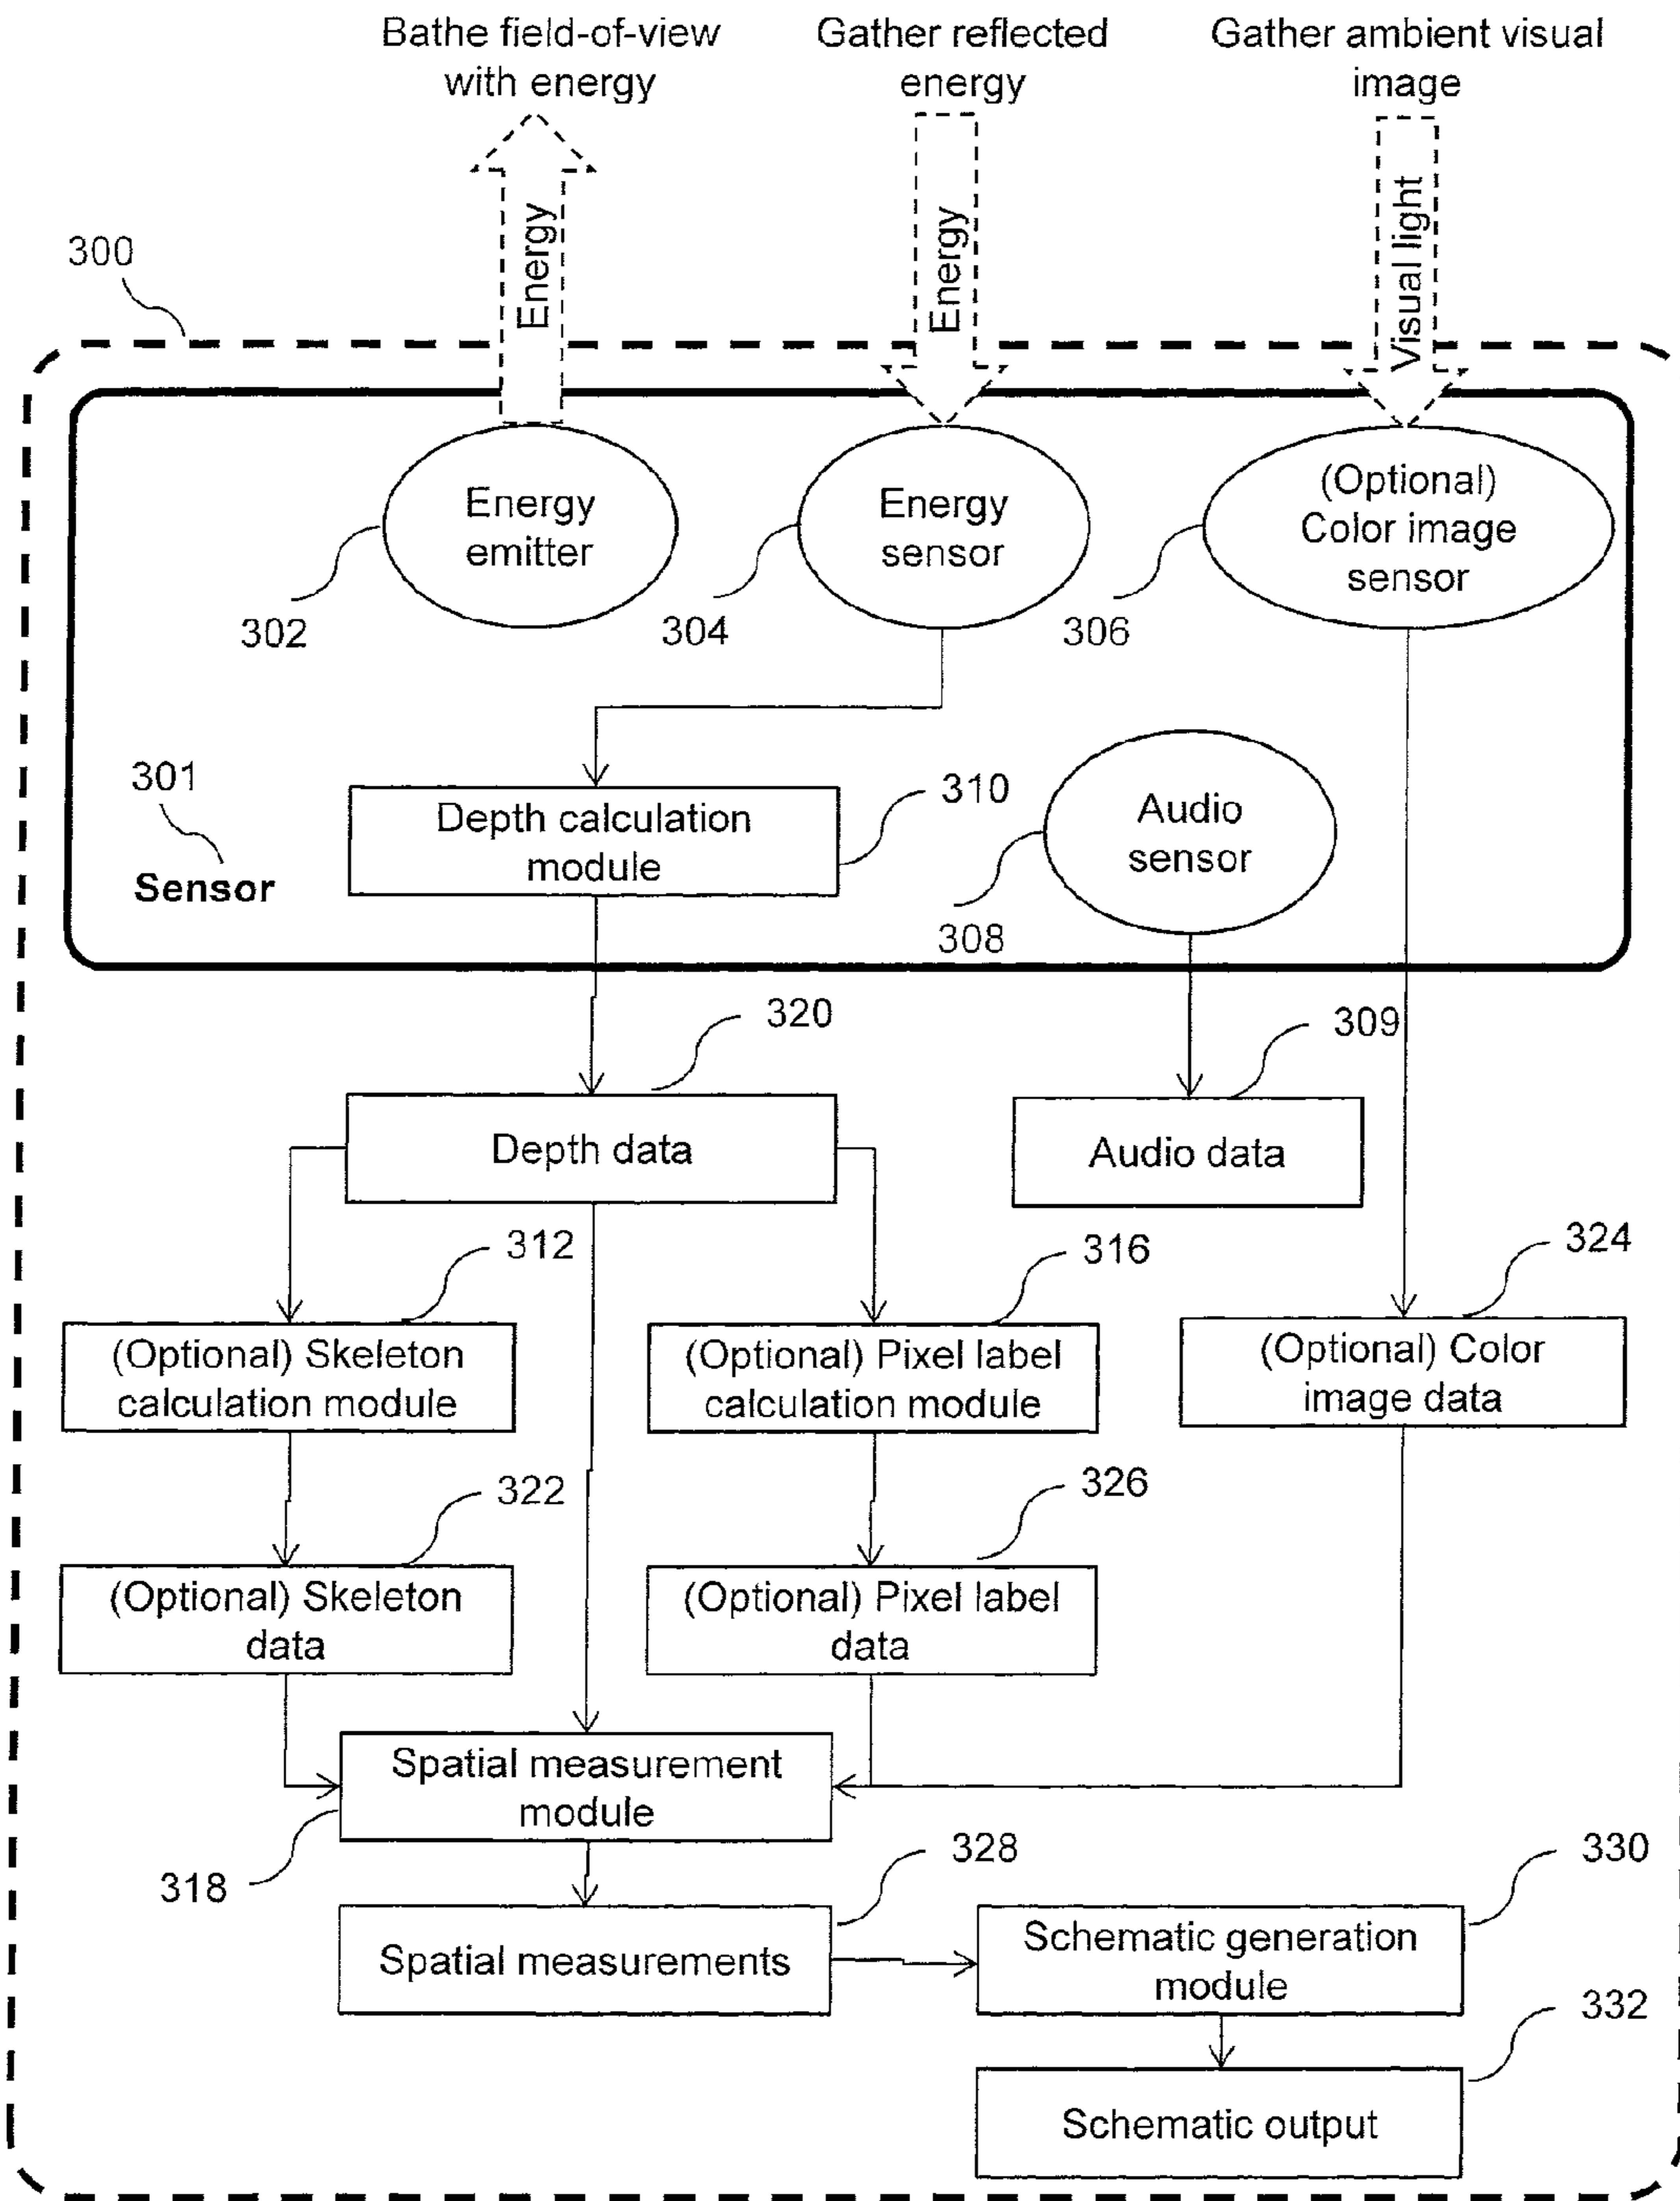 Bathe field-of-view
with energy
Gather reflected
energy
Gather ambient visual
image
Energy
Energy
Visual light
300
Energy
emitter
302
Energy
sensor
304
(Optional)
Color image
sensor
306
301
Sensor
Depth calculation
module
310
Audio
sensor
308
320
309
Depth data
Audio data
312
316
324
(Optional) Skeleton
calculation module
(Optional) Pixel label
calculation module
(Optional) Color
image data
322
326
(Optional) Skeleton
data
(Optional) Pixel label
data
Spatial measurement
module
318
328
330
Spatial measurements
Schematic generation
module
332
Schematic output